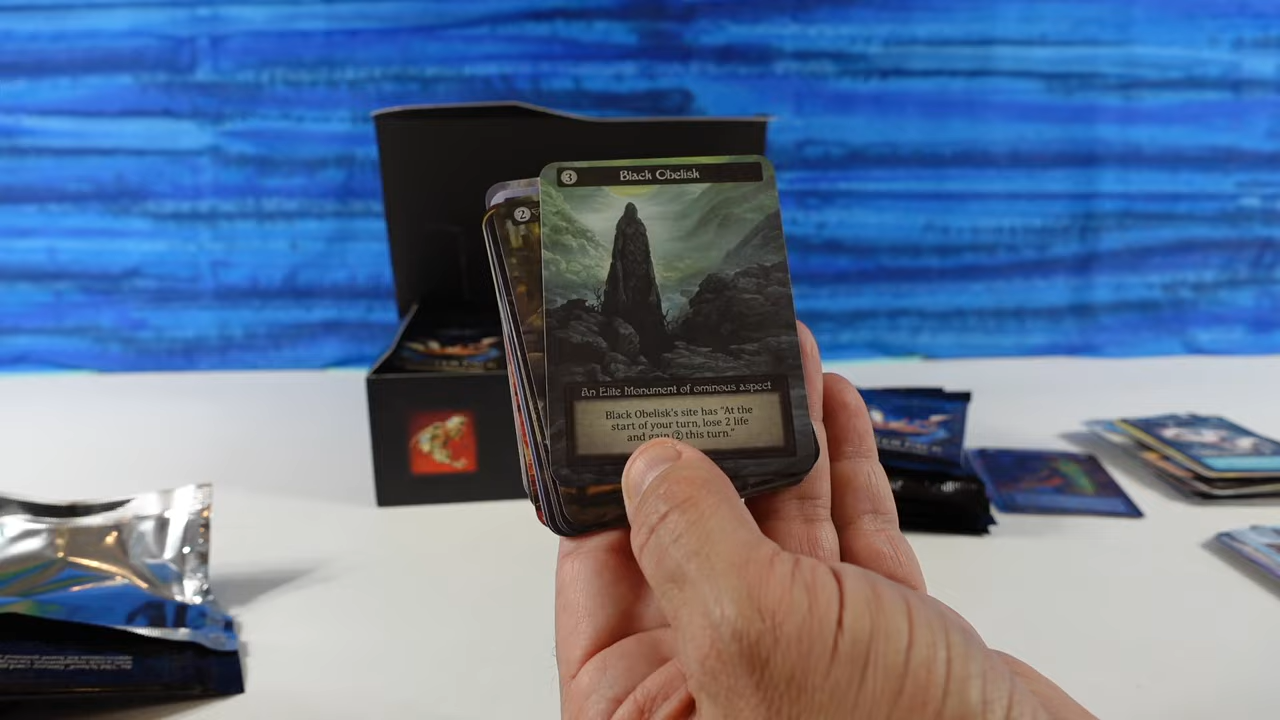 3 Black Obelisk
2
An Elite Monument of ominous aspect
Black Obelisk's site has "At the
start of your turn, lose 2 life
and gain 2 this turn."